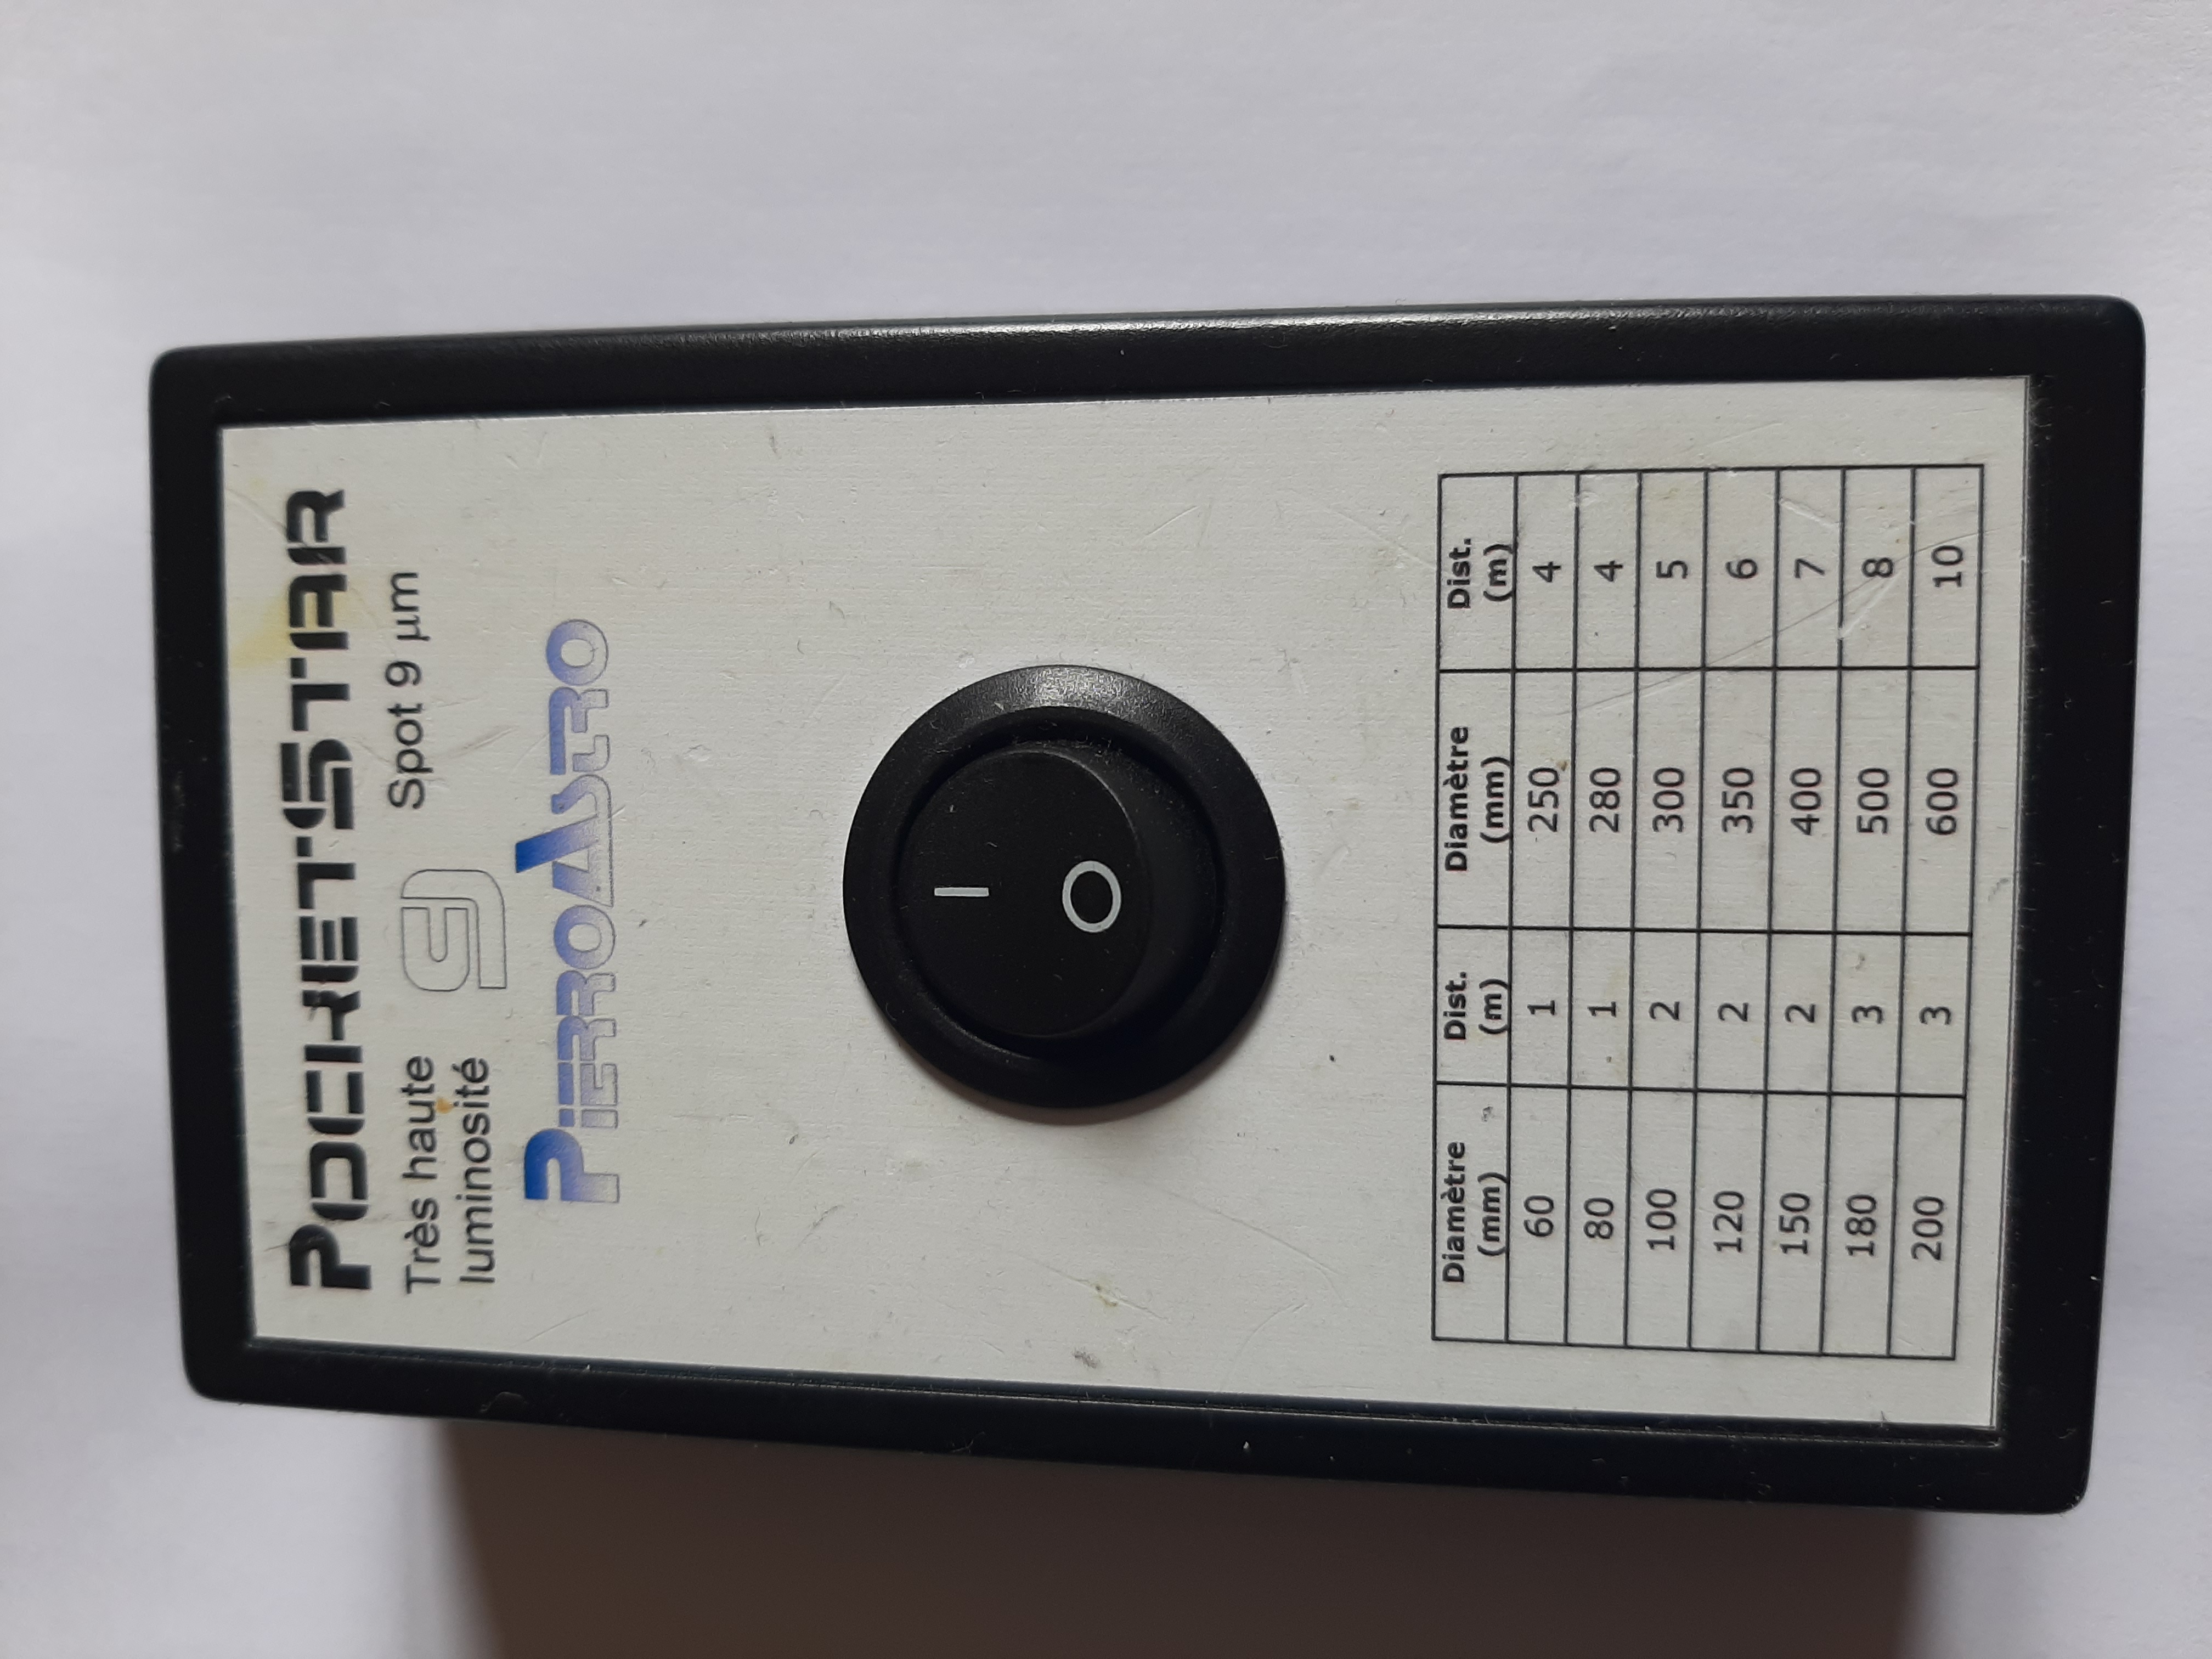 POCKETSTAR
Très haute luminosité
9
Spot 9 µm
PIERROASTRO
I
O
Diamètre (mm) Dist. (m) Diamètre (mm) Dist. (m)
60 1 250 4
80 1 280 4
100 2 300 5
120 2 350 6
150 2 400 7
180 3 500 8
200 3 600 10